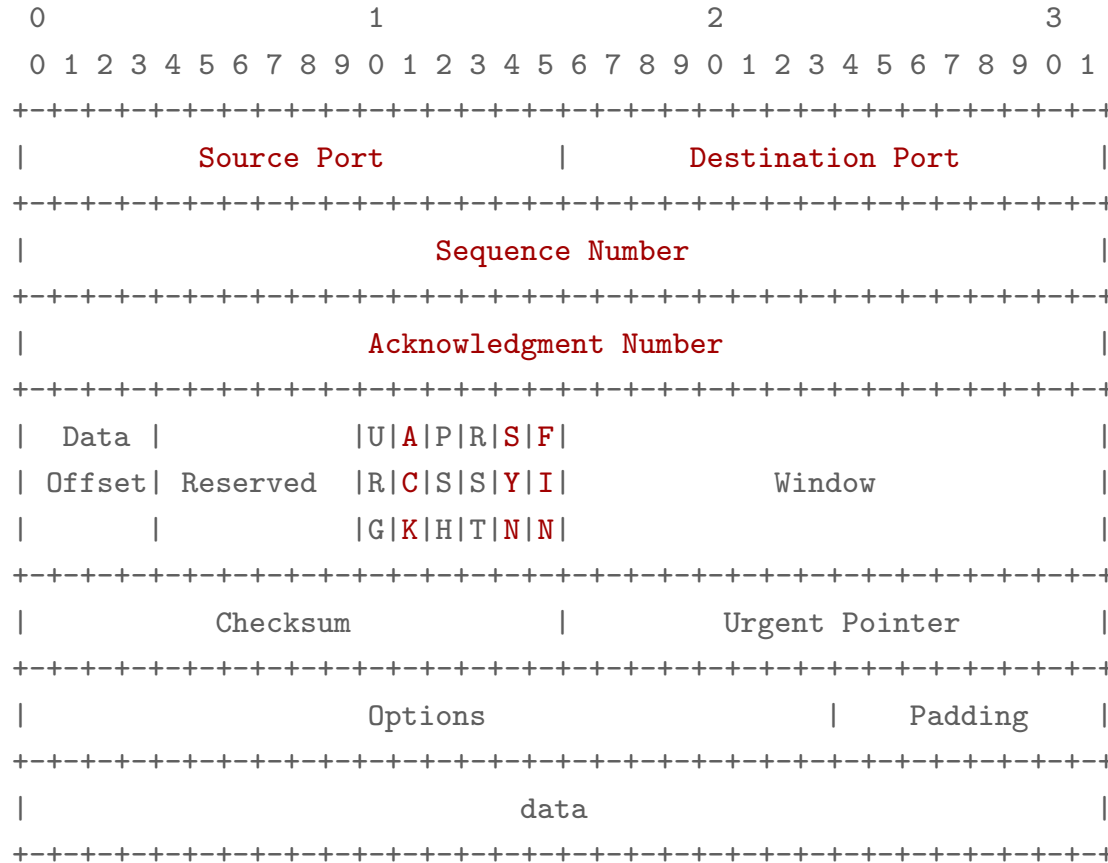 0                   1                   2                   3
 0 1 2 3 4 5 6 7 8 9 0 1 2 3 4 5 6 7 8 9 0 1 2 3 4 5 6 7 8 9 0 1
+-+-+-+-+-+-+-+-+-+-+-+-+-+-+-+-+-+-+-+-+-+-+-+-+-+-+-+-+-+-+-+-+
|          Source Port          |       Destination Port        |
+-+-+-+-+-+-+-+-+-+-+-+-+-+-+-+-+-+-+-+-+-+-+-+-+-+-+-+-+-+-+-+-+
|                        Sequence Number                        |
+-+-+-+-+-+-+-+-+-+-+-+-+-+-+-+-+-+-+-+-+-+-+-+-+-+-+-+-+-+-+-+-+
|                    Acknowledgment Number                      |
+-+-+-+-+-+-+-+-+-+-+-+-+-+-+-+-+-+-+-+-+-+-+-+-+-+-+-+-+-+-+-+-+
|  Data |           |U|A|P|R|S|F|                               |
| Offset| Reserved  |R|C|S|S|Y|I|            Window             |
|       |           |G|K|H|T|N|N|                               |
+-+-+-+-+-+-+-+-+-+-+-+-+-+-+-+-+-+-+-+-+-+-+-+-+-+-+-+-+-+-+-+-+
|           Checksum            |         Urgent Pointer        |
+-+-+-+-+-+-+-+-+-+-+-+-+-+-+-+-+-+-+-+-+-+-+-+-+-+-+-+-+-+-+-+-+
|                    Options                    |    Padding    |
+-+-+-+-+-+-+-+-+-+-+-+-+-+-+-+-+-+-+-+-+-+-+-+-+-+-+-+-+-+-+-+-+
|                             data                              |
+-+-+-+-+-+-+-+-+-+-+-+-+-+-+-+-+-+-+-+-+-+-+-+-+-+-+-+-+-+-+-+-+